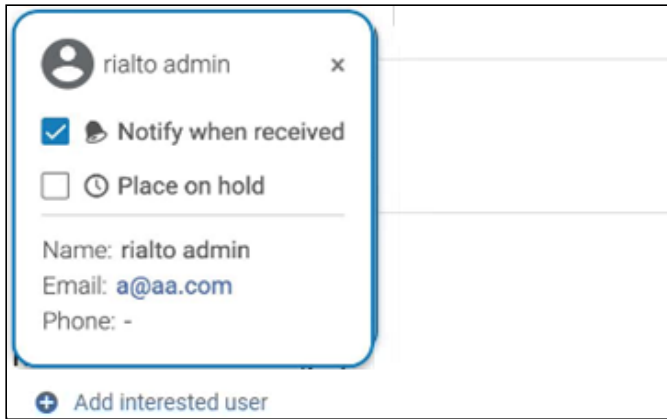 rialto admin x
Notify when received
Place on hold
Name: rialto admin
Email: a@aa.com
Phone: -
Add interested user